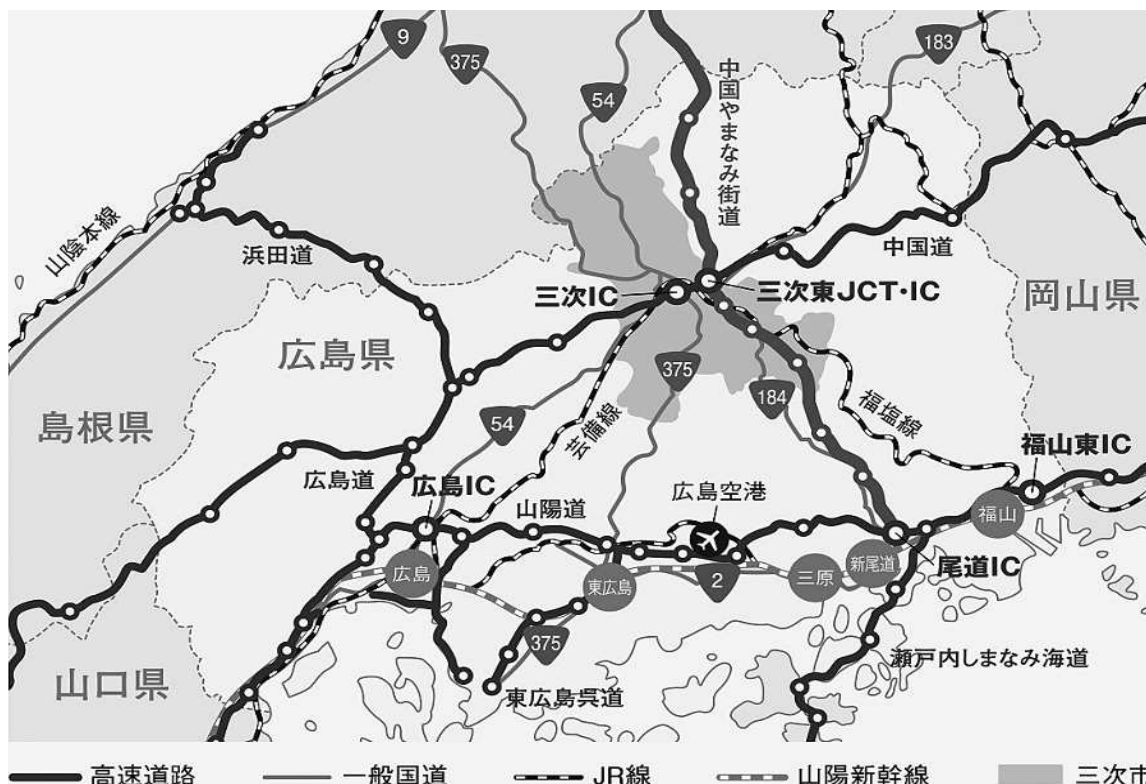 9
375
54
183
中国やまなみ街道
山陰本線
浜田道
中国道
三次IC
三次東JCT・IC
岡山県
広島県
375
184
島根県
54
芸備線
福塩線
福山東IC
広島道
広島IC
山陽道
広島空港
福山
広島
東広島
2
三原
新尾道
尾道IC
375
山口県
東広島呉道
瀬戸内しまなみ海道
高速道路
一般国道
JR線
山陽新幹線
三次市